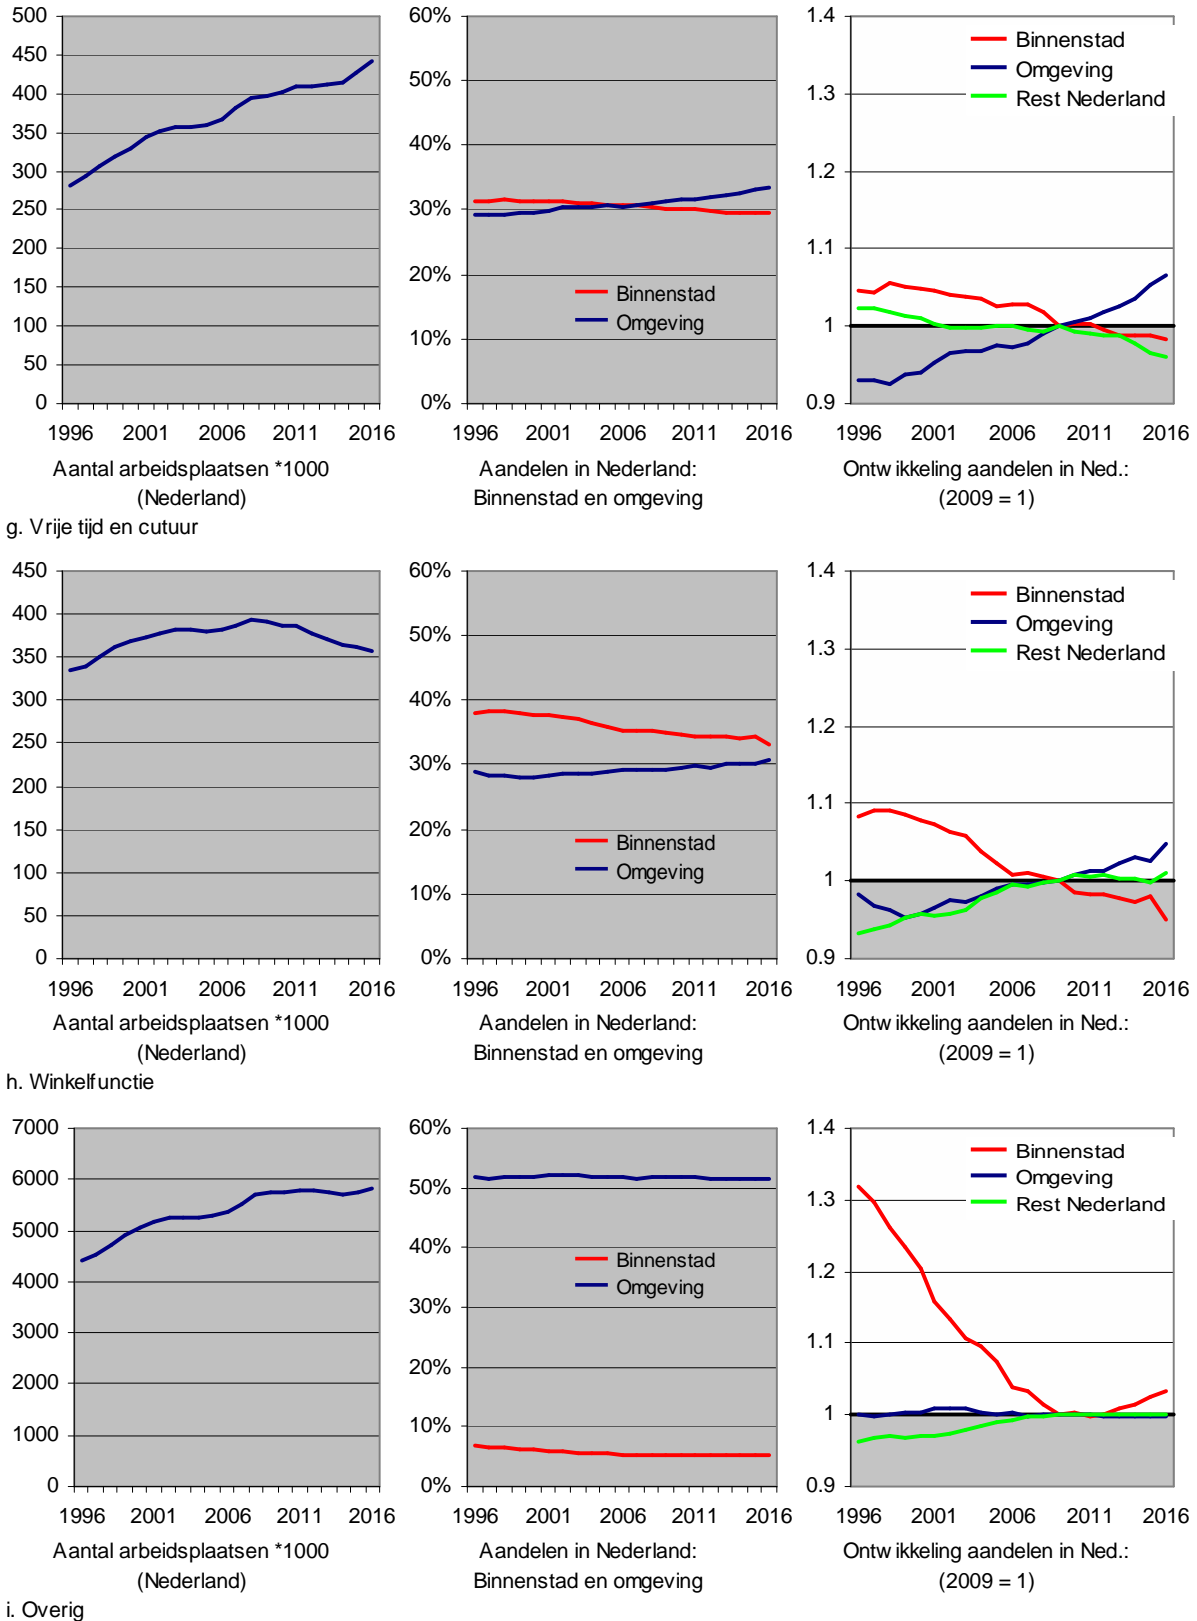 500
450
400
350
300
250
200
150
100
50
0
1996 2001 2006 2011 2016
Aantal arbeidsplaatsen *1000
(Nederland)
60%
50%
40%
30%
20%
10%
0%
Binnenstad
Omgeving
1996 2001 2006 2011 2016
Aandelen in Nederland:
Binnenstad en omgeving
1.4
1.3
1.2
1.1
1
0.9
Binnenstad
Omgeving
Rest Nederland
1996 2001 2006 2011 2016
Ontwikkeling aandelen in Ned.:
(2009 = 1)
g. Vrije tijd en cutuur
450
400
350
300
250
200
150
100
50
0
1996 2001 2006 2011 2016
Aantal arbeidsplaatsen *1000
(Nederland)
60%
50%
40%
30%
20%
10%
0%
Binnenstad
Omgeving
1996 2001 2006 2011 2016
Aandelen in Nederland:
Binnenstad en omgeving
1.4
1.3
1.2
1.1
1
0.9
Binnenstad
Omgeving
Rest Nederland
1996 2001 2006 2011 2016
Ontwikkeling aandelen in Ned.:
(2009 = 1)
h. Winkelfunctie
7000
6000
5000
4000
3000
2000
1000
0
1996 2001 2006 2011 2016
Aantal arbeidsplaatsen *1000
(Nederland)
60%
50%
40%
30%
20%
10%
0%
Binnenstad
Omgeving
1996 2001 2006 2011 2016
Aandelen in Nederland:
Binnenstad en omgeving
1.4
1.3
1.2
1.1
1
0.9
Binnenstad
Omgeving
Rest Nederland
1996 2001 2006 2011 2016
Ontwikkeling aandelen in Ned.:
(2009 = 1)
i. Overig